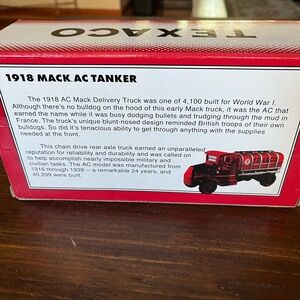 TEXACO
1918 MACK AC TANKER
The 1918 AC Mack Delivery Truck was one of 4,100 built for World War I.
Although there's no bulldog on the hood of this early Mack truck, it was the AC that
earned the name while it was busy dodging bullets and trudging through the mud in
France. The truck's unique blunt-nosed design reminded British troops of their own
bulldogs. So did it's tenacious ability to get through anything with the supplies
needed at the front.
This chain drive rear axle truck earned an unparalleled
reputation for reliability and durability and was called on
to help accomplish nearly impossible military and
civilian tasks. The AC model was manufactured from
1916 through 1939 -- a remarkable 24 years, and
40,299 were built.